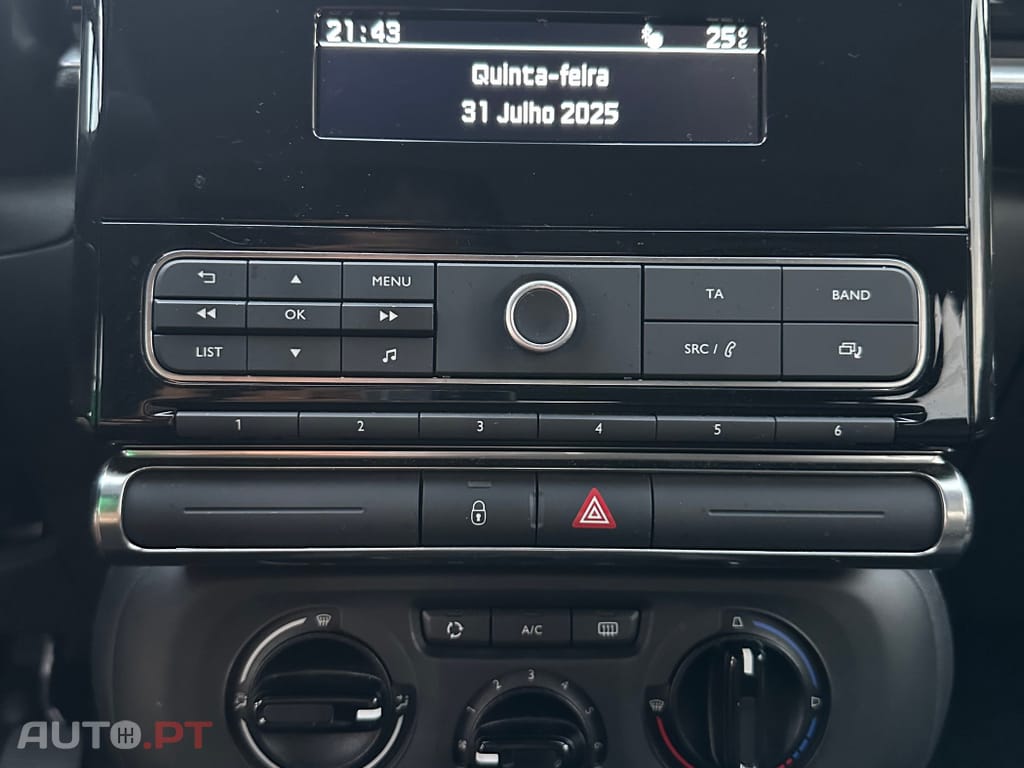 21:43 25°c
Quinta-feira
31 Julho 2025
MENU TA BAND
OK
LIST SRC /
1 2 3 4 5 6
A/C
2 3 4
AUTO.PT